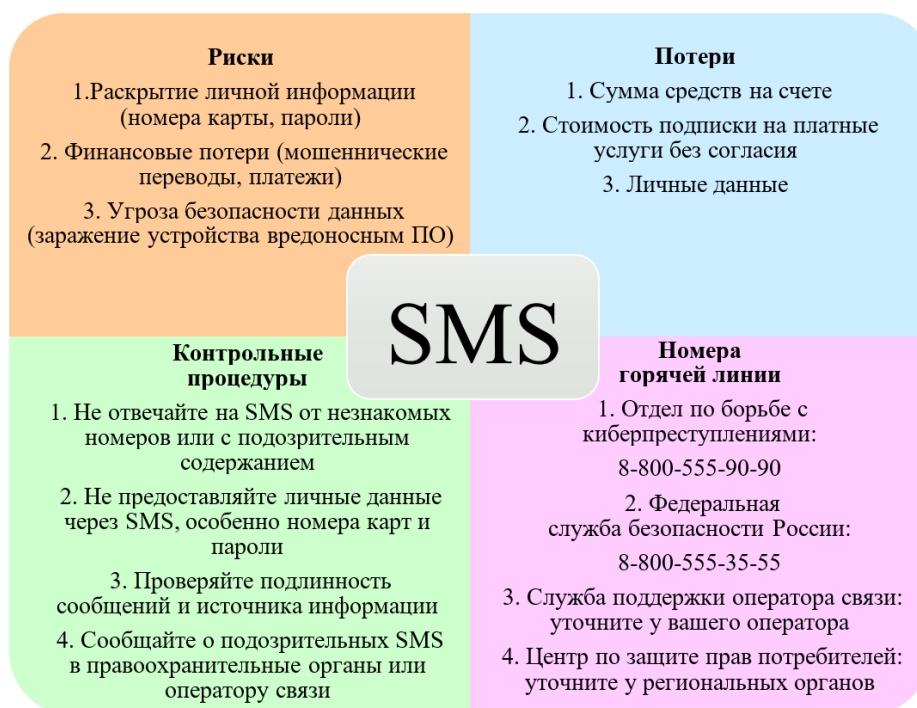 Риски
1.Раскрытие личной информации
(номера карты, пароли)
2. Финансовые потери (мошеннические
переводы, платежи)
3. Угроза безопасности данных
(заражение устройства вредоносным ПО)
Потери
1. Сумма средств на счете
2. Стоимость подписки на платные
услуги без согласия
3. Личные данные
SMS
Контрольные
процедуры
1. Не отвечайте на SMS от незнакомых
номеров или с подозрительным
содержанием
2. Не предоставляйте личные данные
через SMS, особенно номера карт и
пароли
3. Проверяйте подлинность
сообщений и источника информации
4. Сообщайте о подозрительных SMS
в правоохранительные органы или
оператору связи
Номера
горячей линии
1. Отдел по борьбе с
киберпреступлениями:
8-800-555-90-90
2. Федеральная
служба безопасности России:
8-800-555-35-55
3. Служба поддержки оператора связи:
уточните у вашего оператора
4. Центр по защите прав потребителей:
уточните у региональных органов